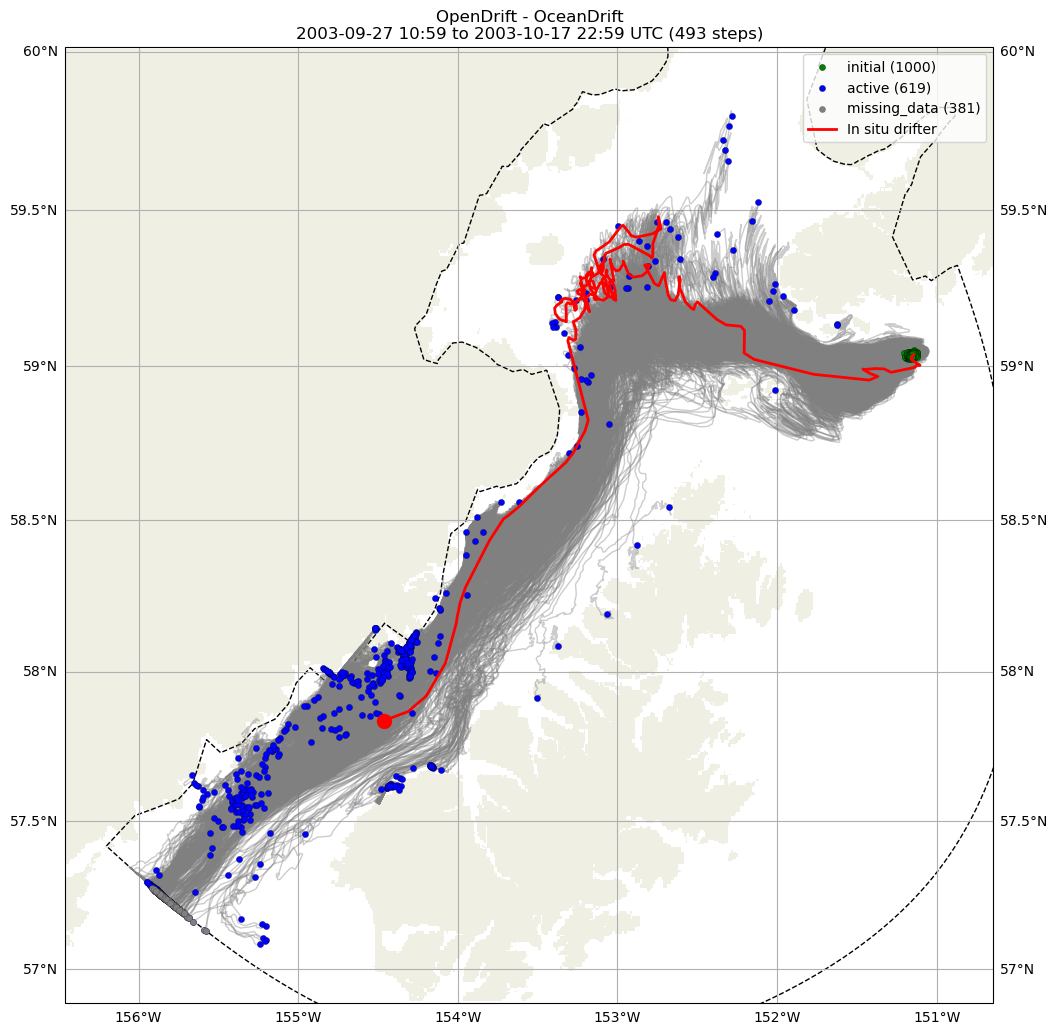 OpenDrift - OceanDrift
2003-09-27 10:59 to 2003-10-17 22:59 UTC (493 steps)
initial (1000)
active (619)
missing_data (381)
In situ drifter
60°N
60°N
59.5°N
59.5°N
59°N
59°N
58.5°N
58.5°N
58°N
58°N
57.5°N
57.5°N
57°N
57°N
156°W
155°W
154°W
153°W
152°W
151°W